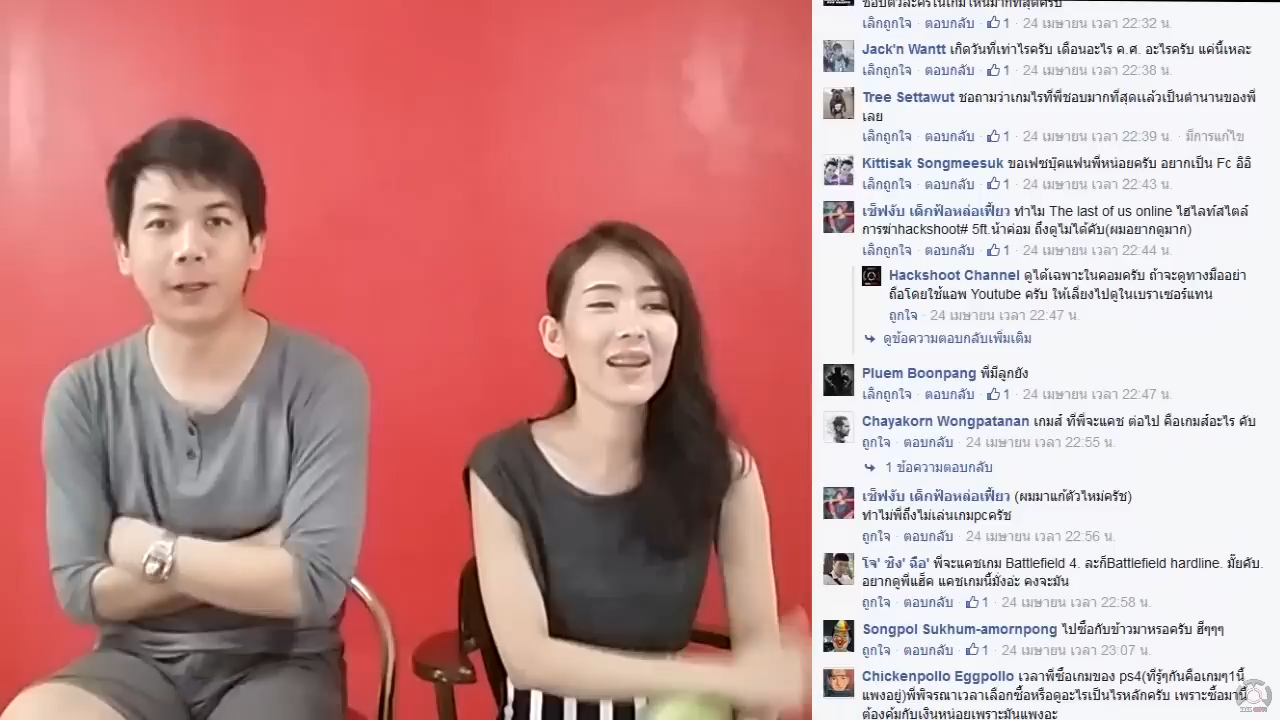 ชอบตัวละครในเกมไหนมากที่สุดครับ
เลิกถูกใจ · ตอบกลับ · 1 · 24 เมษายน เวลา 22:32 น.
Jack'n Wantt เกิดวันที่เท่าไรครับ เดือนอะไร ค.ศ. อะไรครับ แค่นี้เหละ
เลิกถูกใจ · ตอบกลับ · 1 · 24 เมษายน เวลา 22:38 น.
Tree Settawut ขอถามว่าเกมไรที่พี่ชอบมากที่สุดแล้วเป็นตำนานของพี่
เลย
เลิกถูกใจ · ตอบกลับ · 1 · 24 เมษายน เวลา 22:39 น. · มีการแก้ไข
Kittisak Songmeesuk ขอเฟซบุ๊คแฟนพี่หน่อยครับ อยากเป็น Fc อิอิ
เลิกถูกใจ · ตอบกลับ · 1 · 24 เมษายน เวลา 22:43 น.
เซ็ฟงับ เด็กฟ้อหล่อเฟี้ยว ทำไม The last of us online ไฮไลท์สไตล์
การฆ่าhackshoot# 5ft.น้าค่อม ถึงดูไม่ได้คับ(ผมอยากดูมาก)
เลิกถูกใจ · ตอบกลับ · 1 · 24 เมษายน เวลา 22:44 น.
Hackshoot Channel ดูได้เฉพาะในคอมครับ ถ้าจะดูทางมืออย่า
ถือโดยใช้แอพ Youtube ครับ ให้เลี่ยงไปดูในเบราเซอร์แทน
ถูกใจ · 24 เมษายน เวลา 22:47 น.
ดูข้อความตอบกลับเพิ่มเติม
Pluem Boonpang พี่มีลูกยัง
เลิกถูกใจ · ตอบกลับ · 1 · 24 เมษายน เวลา 22:47 น.
Chayakorn Wongpatanan เกมส์ ที่พี่จะแคช ต่อไป คือเกมส์อะไร คับ
ถูกใจ · ตอบกลับ · 24 เมษายน เวลา 22:55 น.
1 ข้อความตอบกลับ
เซ็ฟงับ เด็กฟ้อหล่อเฟี้ยว (ผมมาแก้ตัวไหม่ครัช)
ทำไมพี่ถึงไม่เล่นเกมpcครัช
ถูกใจ · ตอบกลับ · 24 เมษายน เวลา 22:56 น.
โจ' ซิง' ฉือ' พี่จะแคชเกม Battlefield 4. ละก็Battlefield hardline. มั๊ยคับ.
อยากดูพี่แฮ็ค แคชเกมนี้มั่งอ่ะ คงจะมัน
ถูกใจ · ตอบกลับ · 1 · 24 เมษายน เวลา 22:58 น.
Songpol Sukhum-amornpong ไปซื้อกับข้าวมาหรอครับ ฮี่ๆๆๆ
ถูกใจ · ตอบกลับ · 1 · 24 เมษายน เวลา 23:07 น.
Chickenpollo Eggpollo เวลาพี่ซื้อเกมของ ps4(ที่รู้ๆกันคือเกมๆ1นี้
แพงอยู่)พี่พิจรณาเวลาเลือกซื้อหรือดูอะไรเป็นไรหลักครับ เพราะซื้อมานี้
ต้องคุ้มกับเงินหน่อยเพราะมันแพงอะ